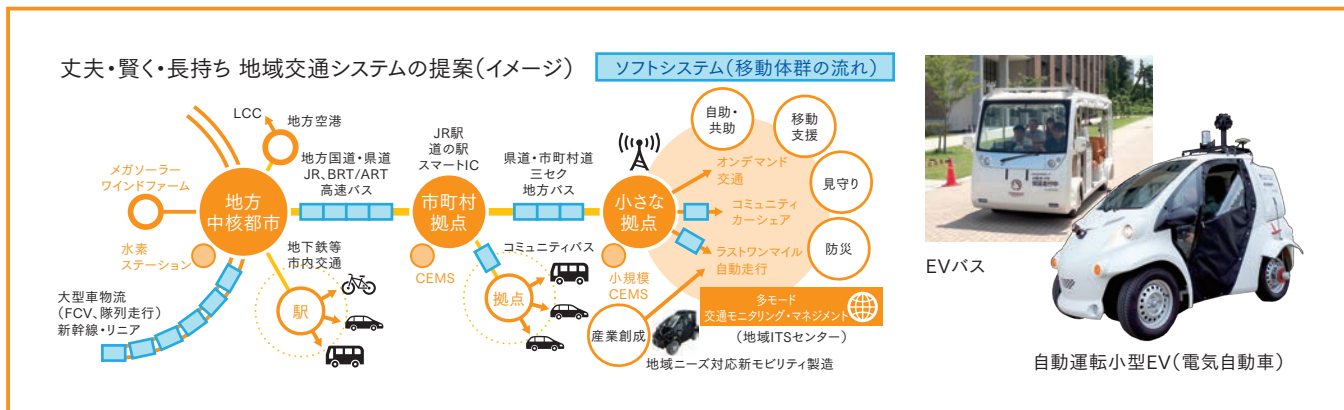 丈夫・賢く・長持ち 地域交通システムの提案(イメージ)
ソフトシステム(移動体群の流れ)
LCC
地方空港
メガソーラー
ワインドファーム
地方
中核都市
水素
ステーション
大型車物流
(FCV、隊列走行)
新幹線・リニア
地下鉄等
市内交通
駅
地方国道・県道
JR、BRT/ART
高速バス
JR駅
道の駅
スマートIC
市町村
拠点
CEMS
コミュニティバス
拠点
県道・市町村道
三セク
地方バス
小さな
拠点
小規模
CEMS
自助・
共助
移動
支援
見守り
防災
オンデマンド
交通
コミュニティ
カーシェア
ラストワンマイル
自動走行
産業創成
多モード
交通モニタリング・マネジメント
(地域ITSセンター)
地域ニーズ対応新モビリティ製造
EVバス
自動運転小型EV(電気自動車)